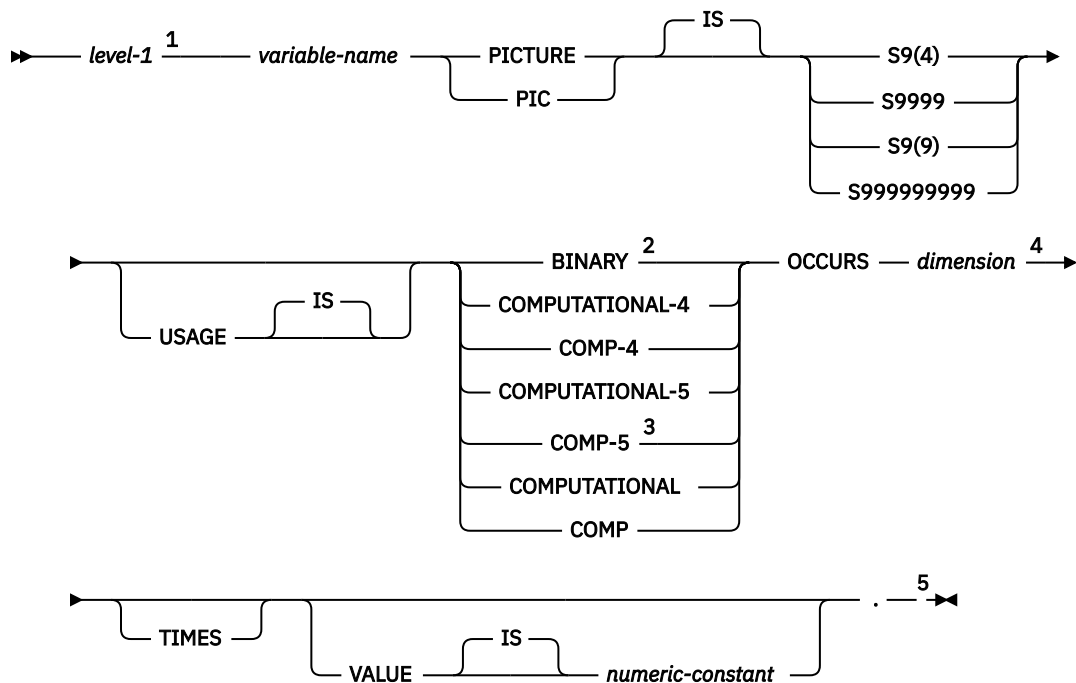 IS
level-1 1 variable-name PICTURE S9(4)
PIC S9999
S9(9)
S999999999
BINARY 2 OCCURS dimension 4
IS COMPUTATIONAL-4
USAGE COMP-4
COMPUTATIONAL-5
COMP-5 3
COMPUTATIONAL
COMP
. 5
TIMES IS
VALUE numeric-constant